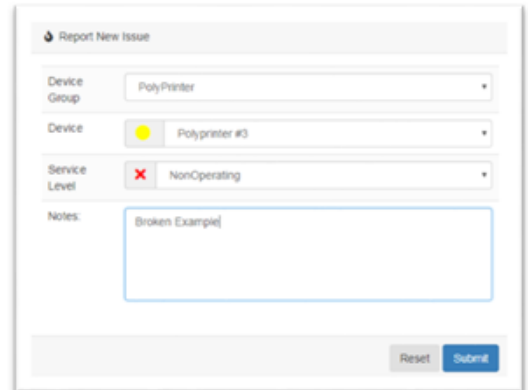 Report New Issue
Device
Group
PolyPrinter
Device
Polyprinter #3
Service
Level
NonOperating
Notes:
Broken Example
Reset
Submit